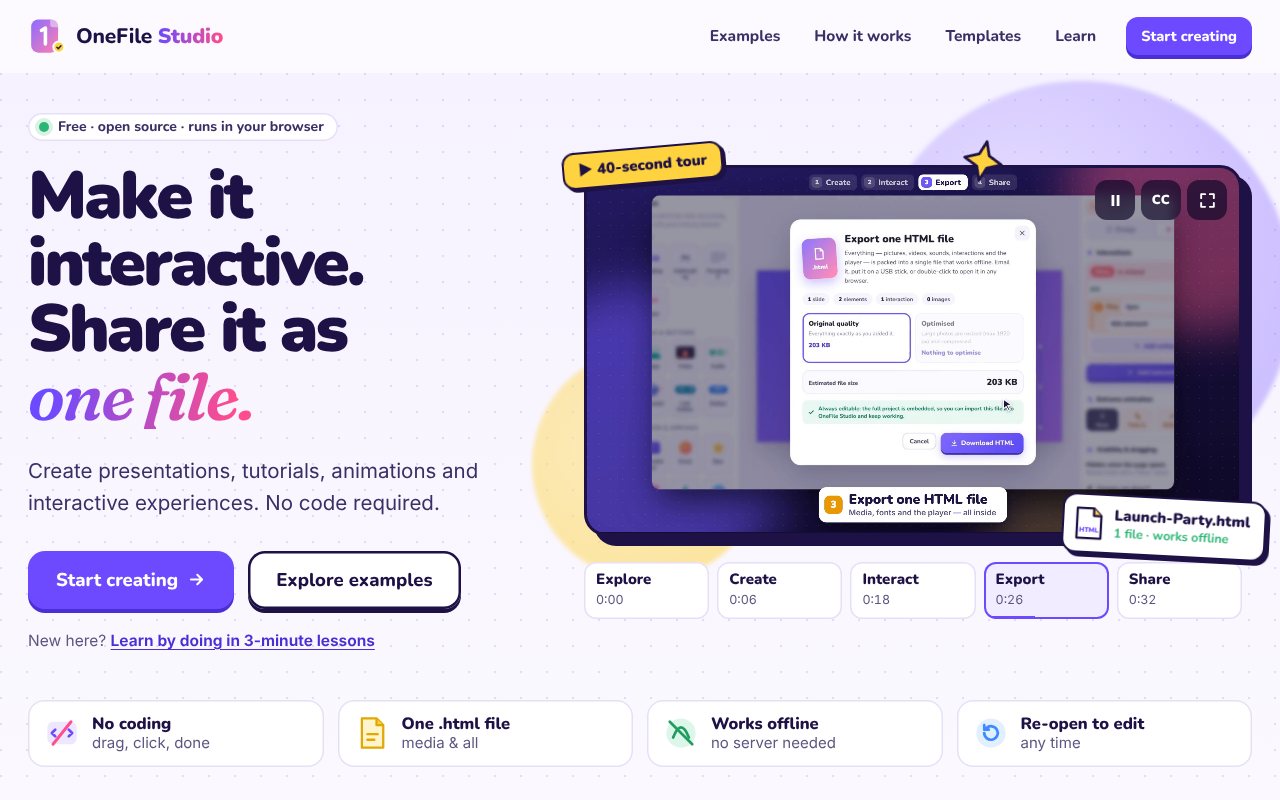 OneFile Studio
Examples
How it works
Templates
Learn
Start creating
Free · open source · runs in your browser
Make it
interactive.
Share it as
one file.
Create presentations, tutorials, animations and
interactive experiences. No code required.
Start creating →
Explore examples
New here? Learn by doing in 3-minute lessons
▶ 40-second tour
1 Create
2 Interact
3 Export
4 Share
CC
Export one HTML file
Everything — pictures, videos, sounds, interactions and the
player — is packed into a single file that works offline. Email
it, put it on a USB stick, or double-click to open it in any
browser.
.html
1 slide
2 elements
1 interaction
0 images
Original quality
Everything exactly as you added it.
203 KB
Optimised
Nothing to optimise
Estimated file size
203 KB
Always editable: the full project is embedded, so you can import this file
OneFile Studio and keep working.
Cancel
Download HTML
3
Export one HTML file
Media, fonts and the player — all inside
HTML
Launch-Party.html
1 file · works offline
Explore
0:00
Create
0:06
Interact
0:18
Export
0:26
Share
0:32
No coding
drag, click, done
One .html file
media & all
Works offline
no server needed
Re-open to edit
any time